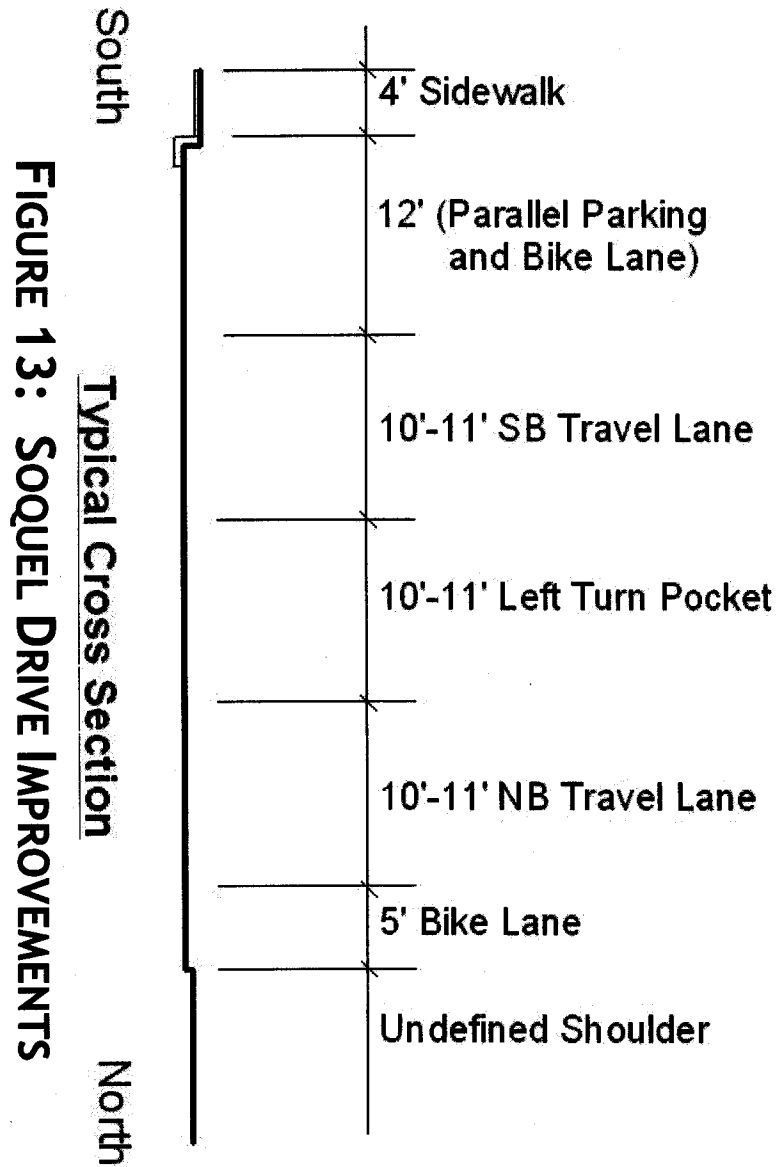 South
4' Sidewalk
12' (Parallel Parking
and Bike Lane)
10'-11' SB Travel Lane
10'-11' Left Turn Pocket
10'-11' NB Travel Lane
5' Bike Lane
Undefined Shoulder
North
Typical Cross Section
FIGURE 13: SOQUEL DRIVE IMPROVEMENTS